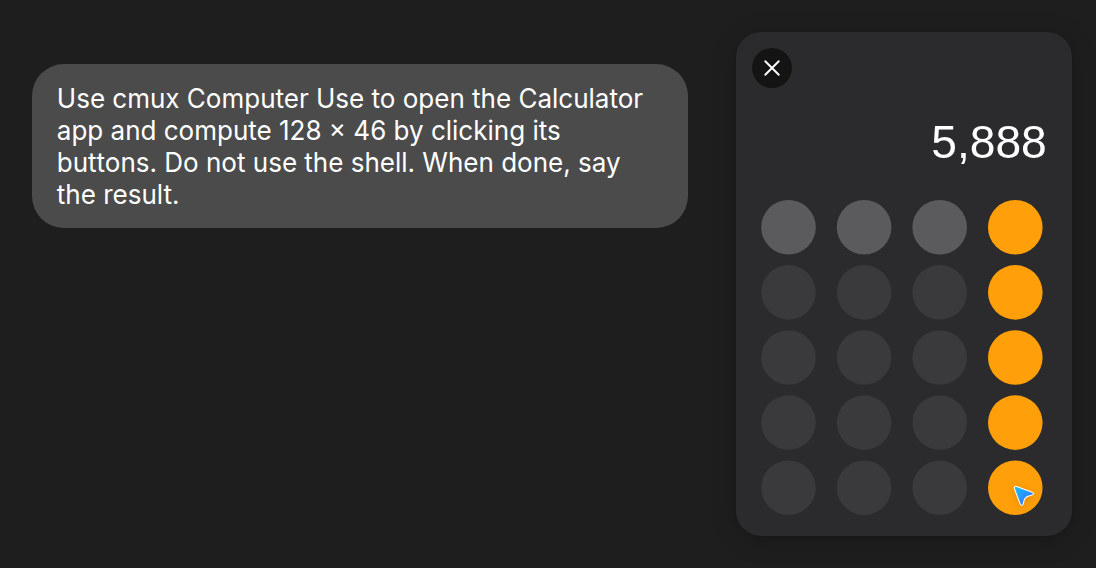 Use cmux Computer Use to open the Calculator
app and compute 128 × 46 by clicking its
buttons. Do not use the shell. When done, say
the result.
5,888